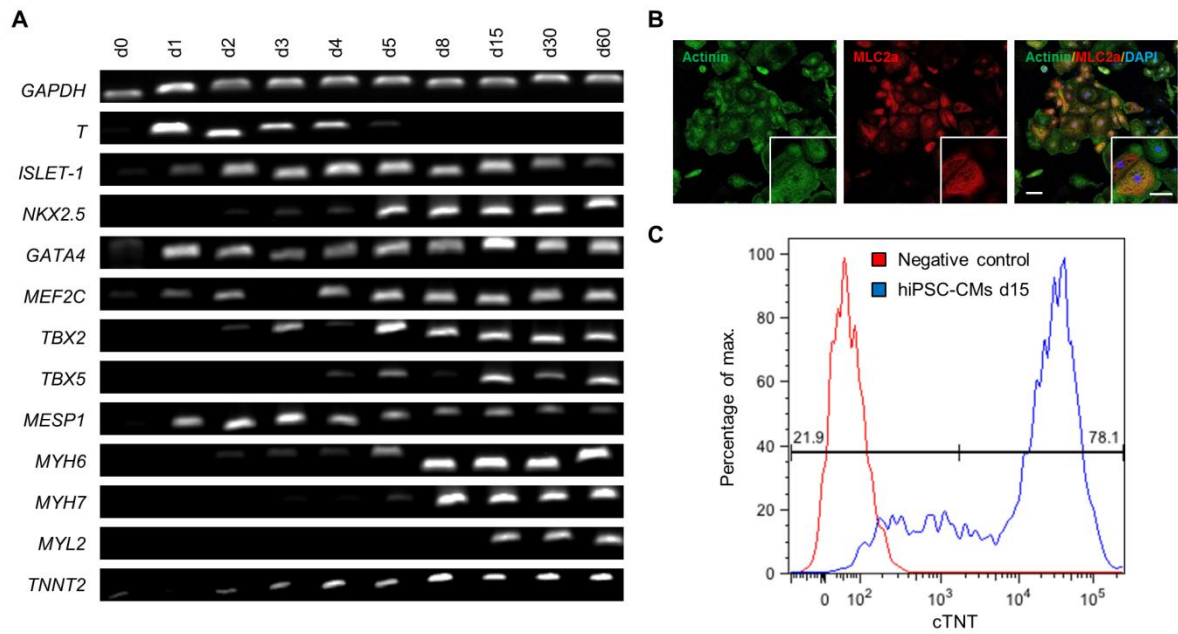 A
d0 d1 d2 d3 d4 d5 d8 d15 d30 d60
GAPDH
T
ISLET-1
NKX2.5
GATA4
MEF2C
TBX2
TBX5
MESP1
MYH6
MYH7
MYL2
TNNT2
B
Actinin
MLC2a
Actinin/MLC2a/DAPI
C
Negative control
hiPSC-CMs d15
Percentage of max.
100
80
60
40
20
0
21.9
78.1
0 10² 10³ 10⁴ 10⁵
cTNT